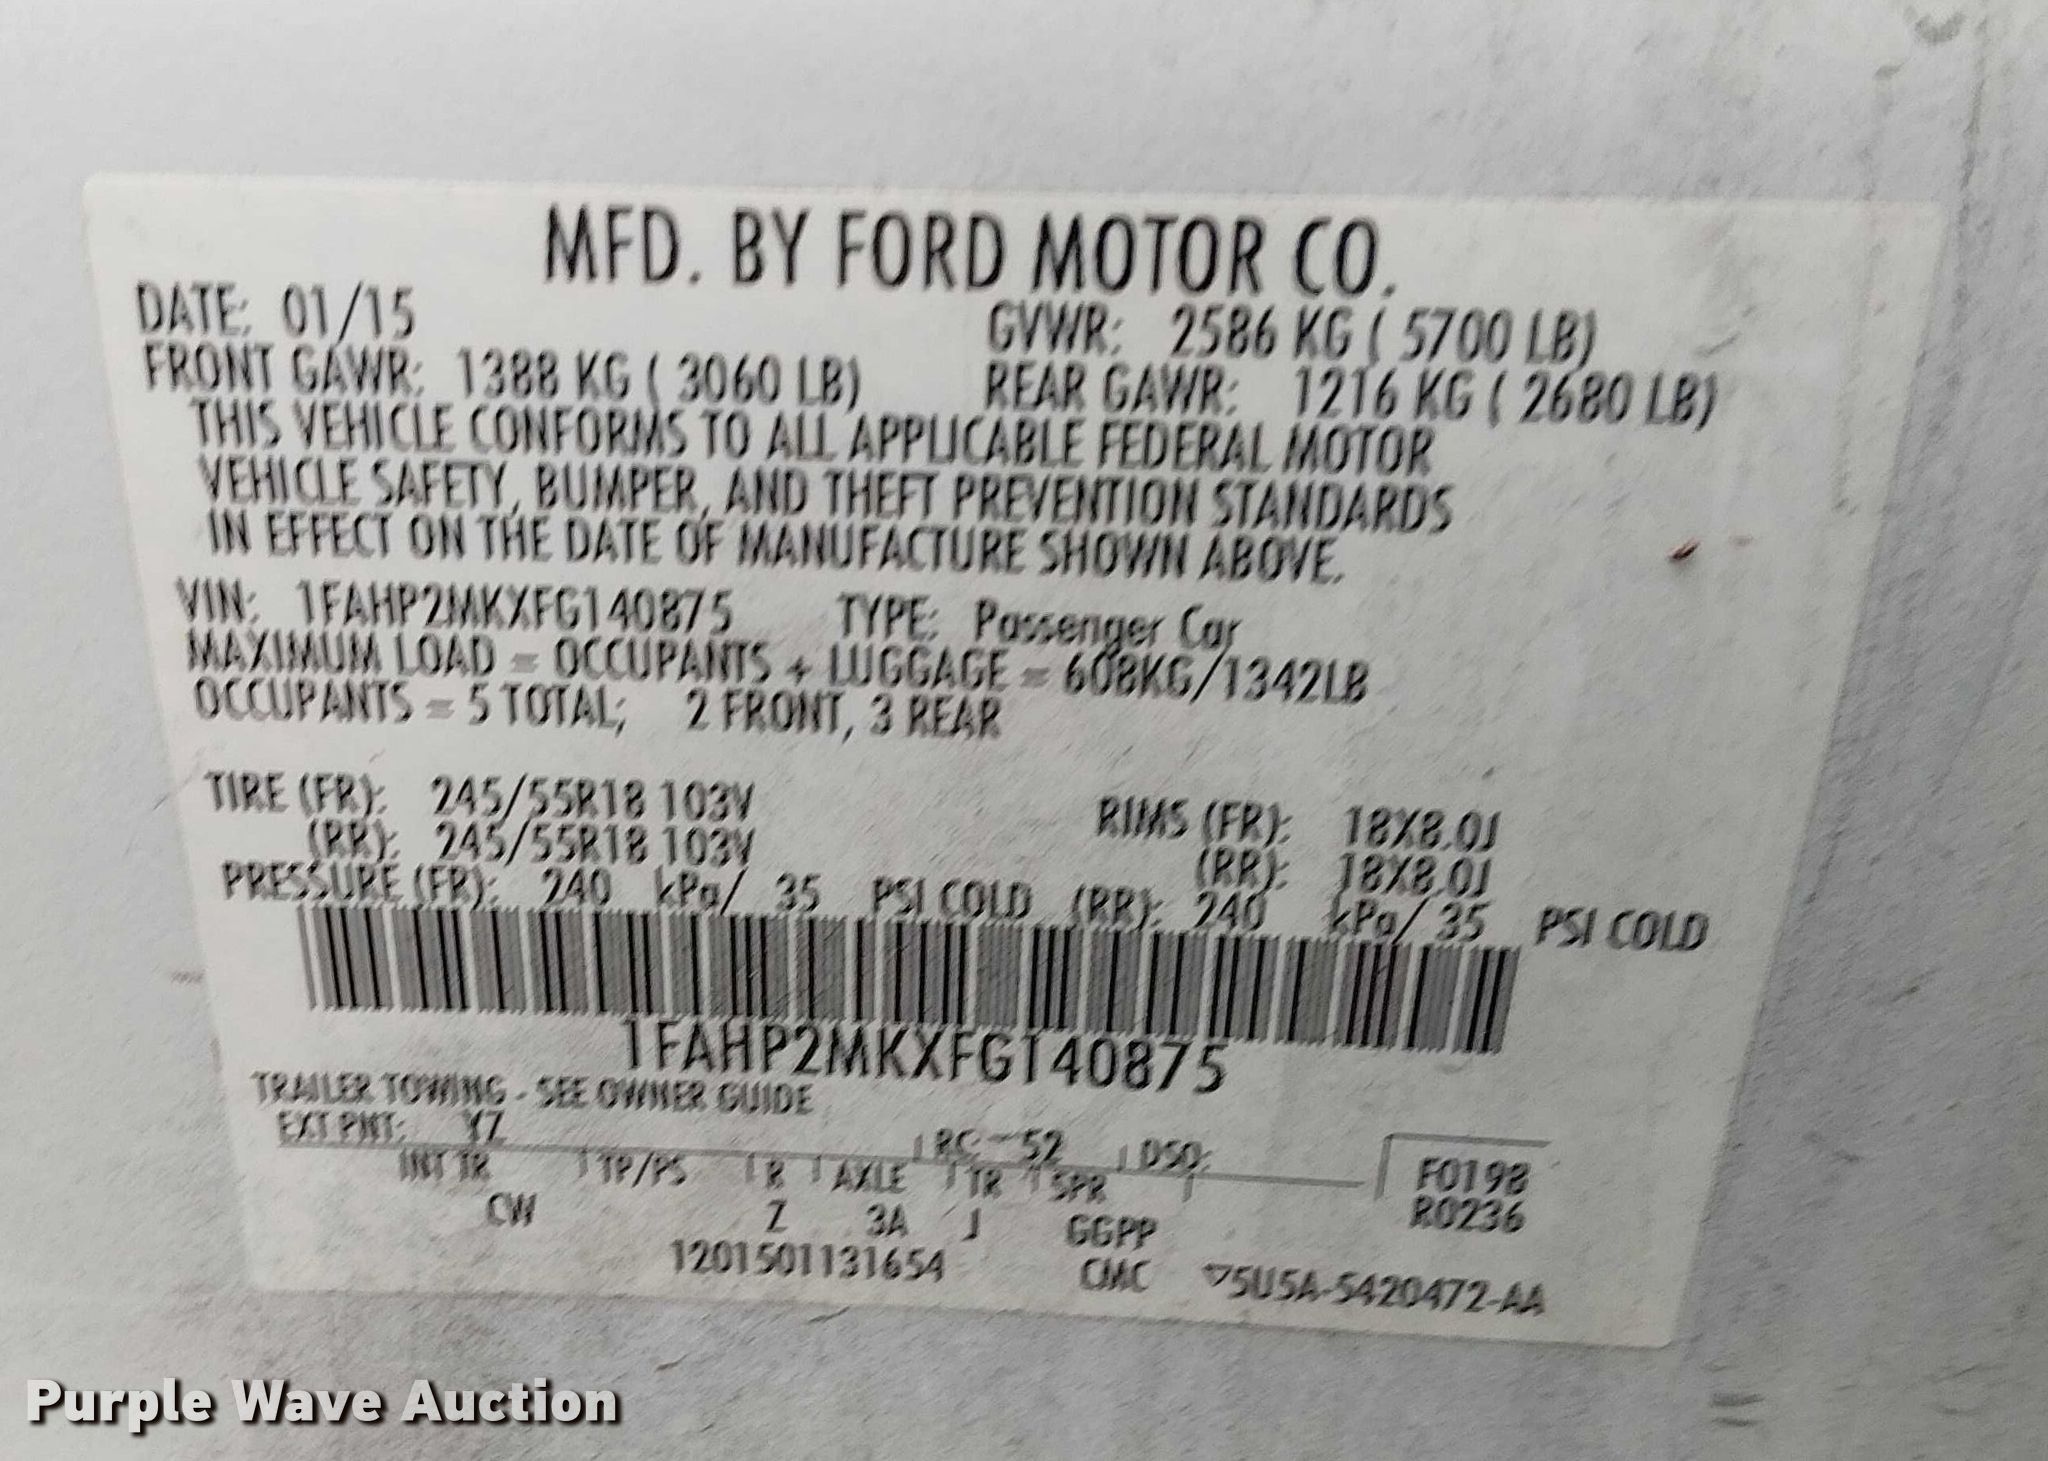 MFD. BY FORD MOTOR CO.
DATE: 01/15 GVWR: 2586 KG ( 5700 LB)
FRONT GAWR: 1388 KG ( 3060 LB) REAR GAWR: 1216 KG ( 2680 LB)
THIS VEHICLE CONFORMS TO ALL APPLICABLE FEDERAL MOTOR
VEHICLE SAFETY, BUMPER, AND THEFT PREVENTION STANDARDS
IN EFFECT ON THE DATE OF MANUFACTURE SHOWN ABOVE.
VIN: 1FAHP2MKXFG140875 TYPE: Passenger Car
MAXIMUM LOAD = OCCUPANTS + LUGGAGE = 608KG/1342LB
OCCUPANTS = 5 TOTAL; 2 FRONT, 3 REAR
TIRE (FR): 245/55R18 103V RIMS (FR): 18X8.0J
(RR): 245/55R18 103V (RR): 18X8.0J
PRESSURE (FR): 240 kPa/ 35 PSI COLD (RR): 240 kPa/ 35 PSI COLD
1FAHP2MKXFG140875
TRAILER TOWING - SEE OWNER GUIDE
EXT PNT: YZ RC: 52 DSO:
INT TR TP/PS R AXLE TR SPR F0198
CW Z 3A J GGPP R0236
1201501131654 CMC ▽5U5A-5420472-AA
Purple Wave Auction